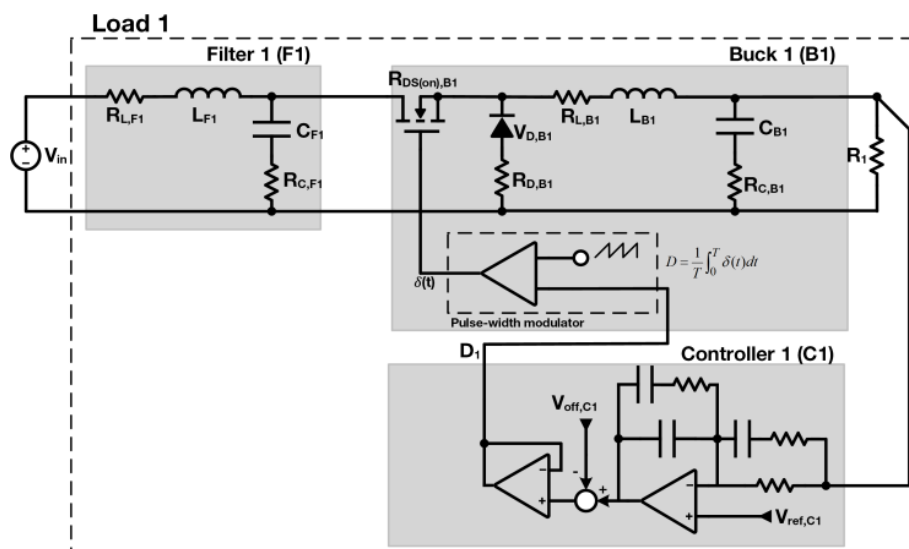 Load 1
Filter 1 (F1)
Buck 1 (B1)
R_DS(on),B1
R_L,F1
L_F1
C_F1
R_C,F1
V_in
+
−
V_D,B1
R_D,B1
R_L,B1
L_B1
C_B1
R_C,B1
R_1
δ(t)
D = 1/T ∫_0^T δ(t)dt
Pulse-width modulator
D_1
Controller 1 (C1)
V_off,C1
-
+
−
+
−
+
V_ref,C1